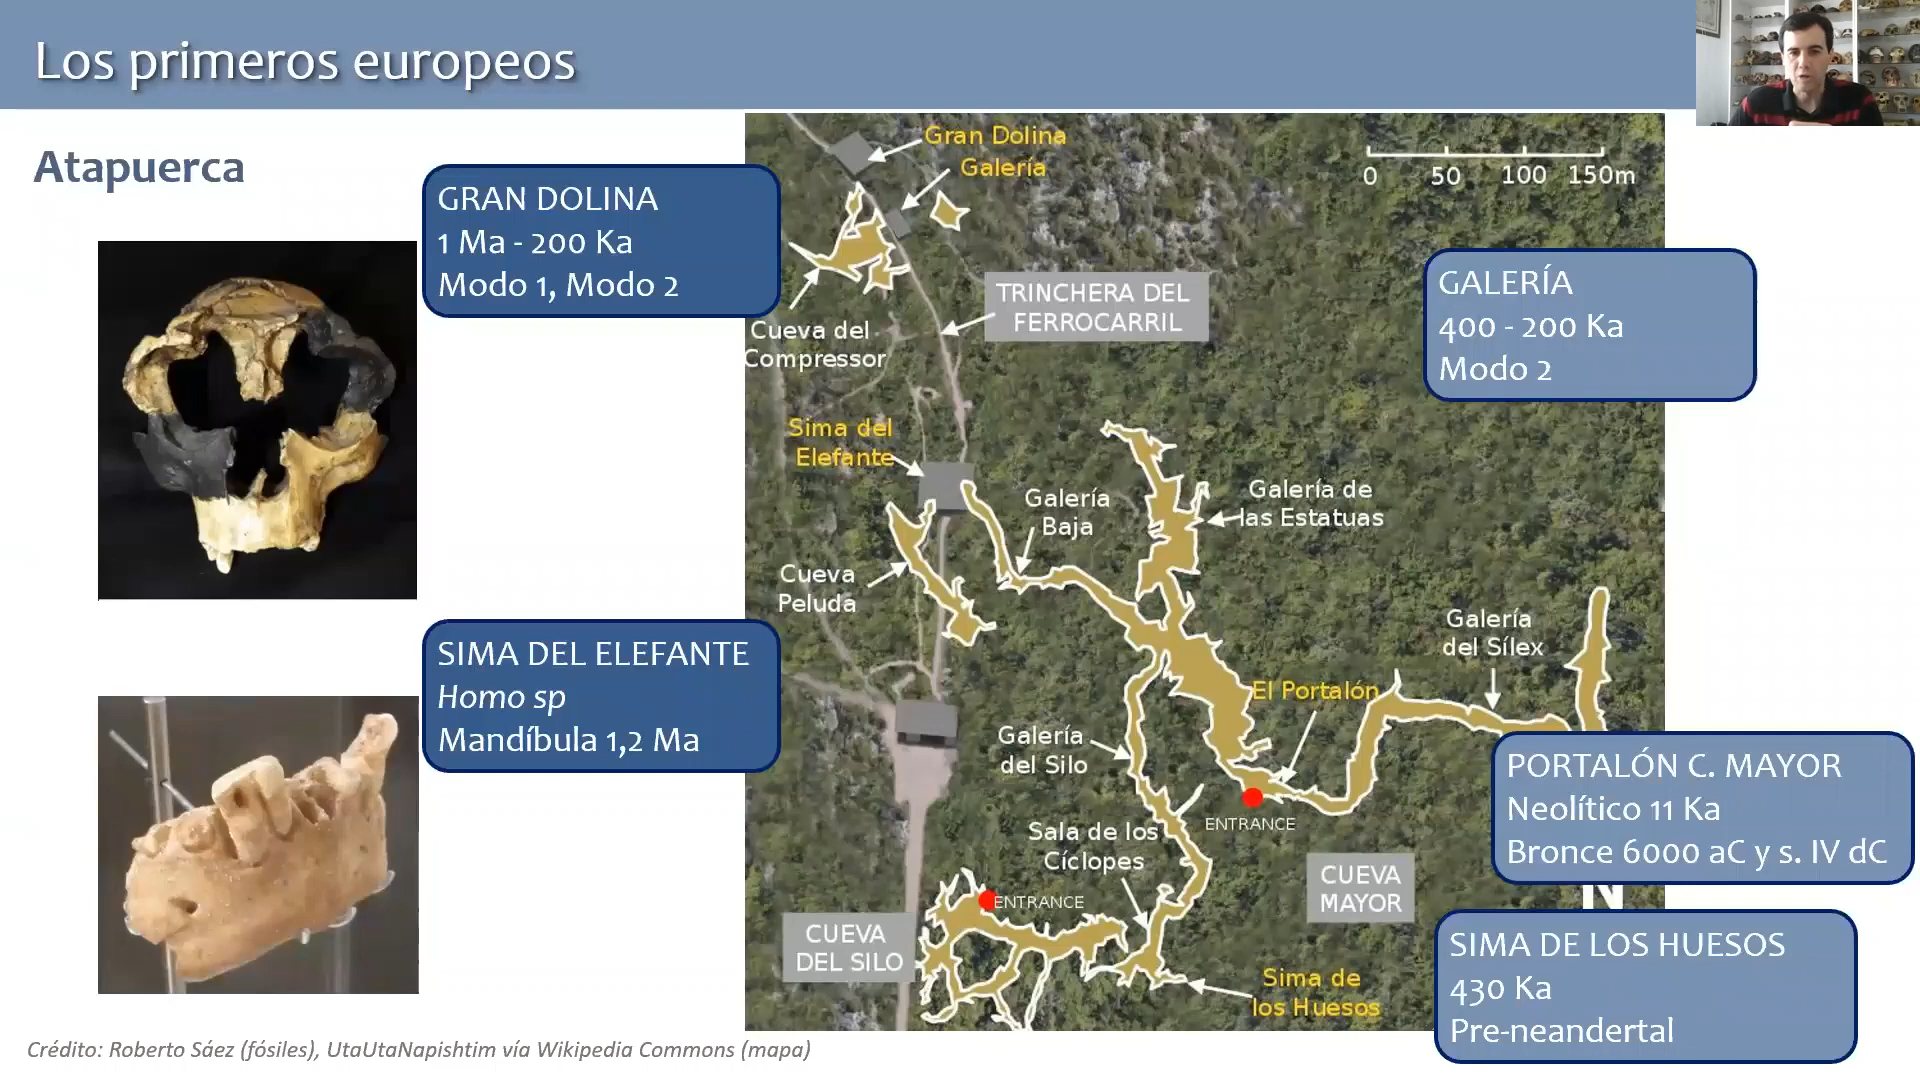 Los primeros europeos
Atapuerca
GRAN DOLINA
1 Ma - 200 Ka
Modo 1, Modo 2
SIMA DEL ELEFANTE
Homo sp
Mandíbula 1,2 Ma
Gran Dolina
Galería
0 50 100 150m
TRINCHERA DEL
FERROCARRIL
Cueva del
Compressor
GALERÍA
400 - 200 Ka
Modo 2
Sima del
Elefante
Galería
Baja
Galería de
las Estatuas
Cueva
Peluda
Galería
del Sílex
El Portalón
Galería
del Silo
ENTRANCE
PORTALÓN C. MAYOR
Neolítico 11 Ka
Bronce 6000 aC y s. IV dC
Sala de los
Cíclopes
CUEVA
MAYOR
N
ENTRANCE
CUEVA
DEL SILO
Sima de
los Huesos
SIMA DE LOS HUESOS
430 Ka
Pre-neandertal
Crédito: Roberto Sáez (fósiles), UtaUtaNapishtim vía Wikipedia Commons (mapa)